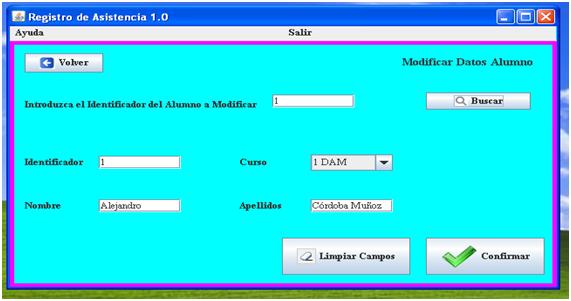 Registro de Asistencia 1.0
Ayuda Salir
Volver Modificar Datos Alumno
Introduzca el Identificador del Alumno a Modificar 1 Buscar
Identificador 1 Curso 1 DAM
Nombre Alejandro Apellidos Córdoba Muñoz
Limpiar Campos Confirmar